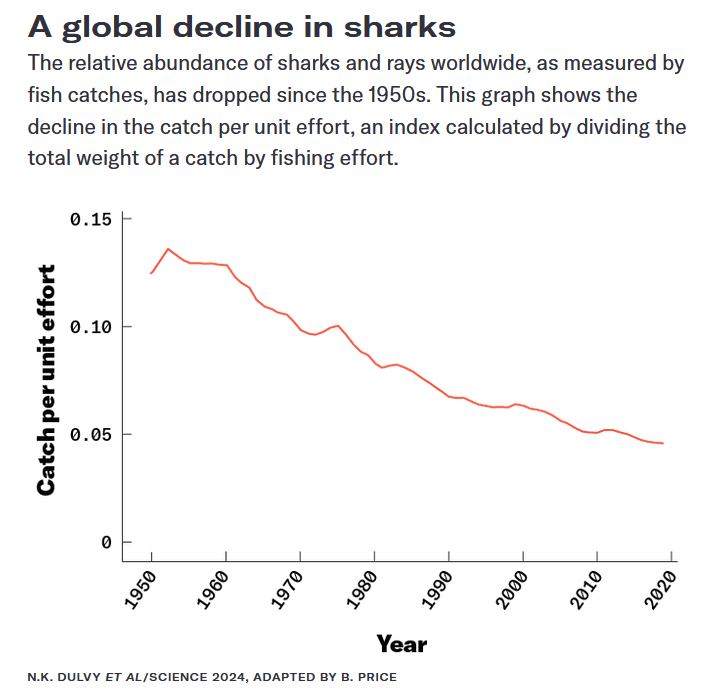 A global decline in sharks
The relative abundance of sharks and rays worldwide, as measured by
fish catches, has dropped since the 1950s. This graph shows the
decline in the catch per unit effort, an index calculated by dividing the
total weight of a catch by fishing effort.
Catch per unit effort
0.15
0.10
0.05
0
1950
1960
1970
1980
1990
2000
2010
2020
Year
N.K. DULVY ET AL/SCIENCE 2024, ADAPTED BY B. PRICE